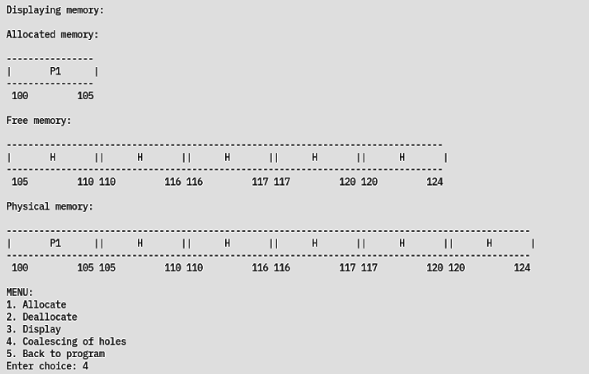 Displaying memory:
Allocated memory:
----------------
|       P1      |
----------------
100         105
Free memory:
--------------------------------------------------------------------------------
|       H       ||      H       ||      H       ||      H       ||      H       |
--------------------------------------------------------------------------------
105         110 110         116 116         117 117         120 120         124
Physical memory:
------------------------------------------------------------------------------------------------
|       P1      ||      H       ||      H       ||      H       ||      H       ||      H       |
------------------------------------------------------------------------------------------------
100         105 105         110 110         116 116         117 117         120 120         124
MENU:
1. Allocate
2. Deallocate
3. Display
4. Coalescing of holes
5. Back to program
Enter choice: 4